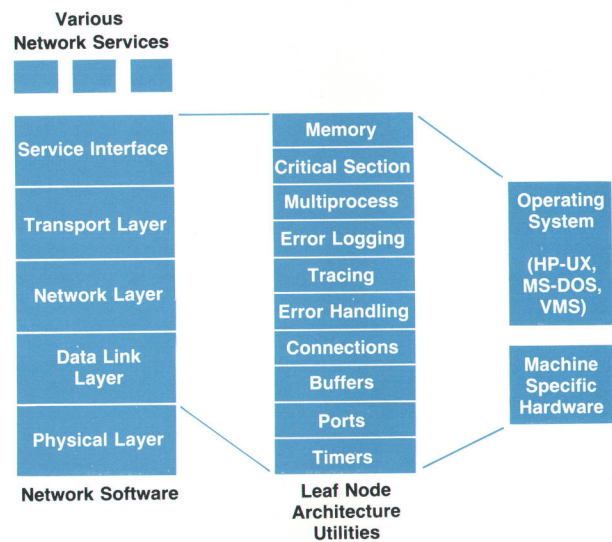 Various
Network Services
Service Interface
Transport Layer
Network Layer
Data Link
Layer
Physical Layer
Network Software
Memory
Critical Section
Multiprocess
Error Logging
Tracing
Error Handling
Connections
Buffers
Ports
Timers
Leaf Node
Architecture
Utilities
Operating
System
(HP-UX,
MS-DOS,
VMS)
Machine
Specific
Hardware